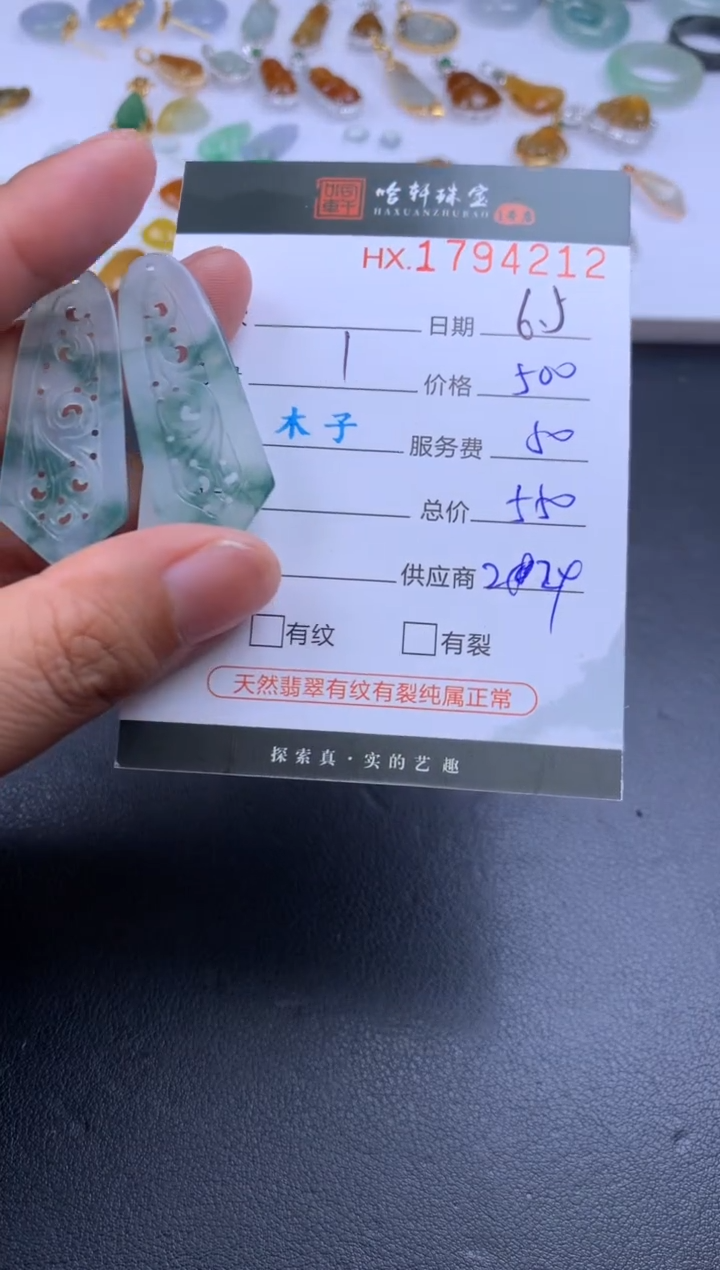 哈轩珠宝
HAXUANZHUBAO
HX.1794212
日期 6.5
1 价格 500
木子 服务费 50
总价 550
供应商
有纹 有裂
天然翡翠有纹有裂纯属正常
探索真·实的艺趣